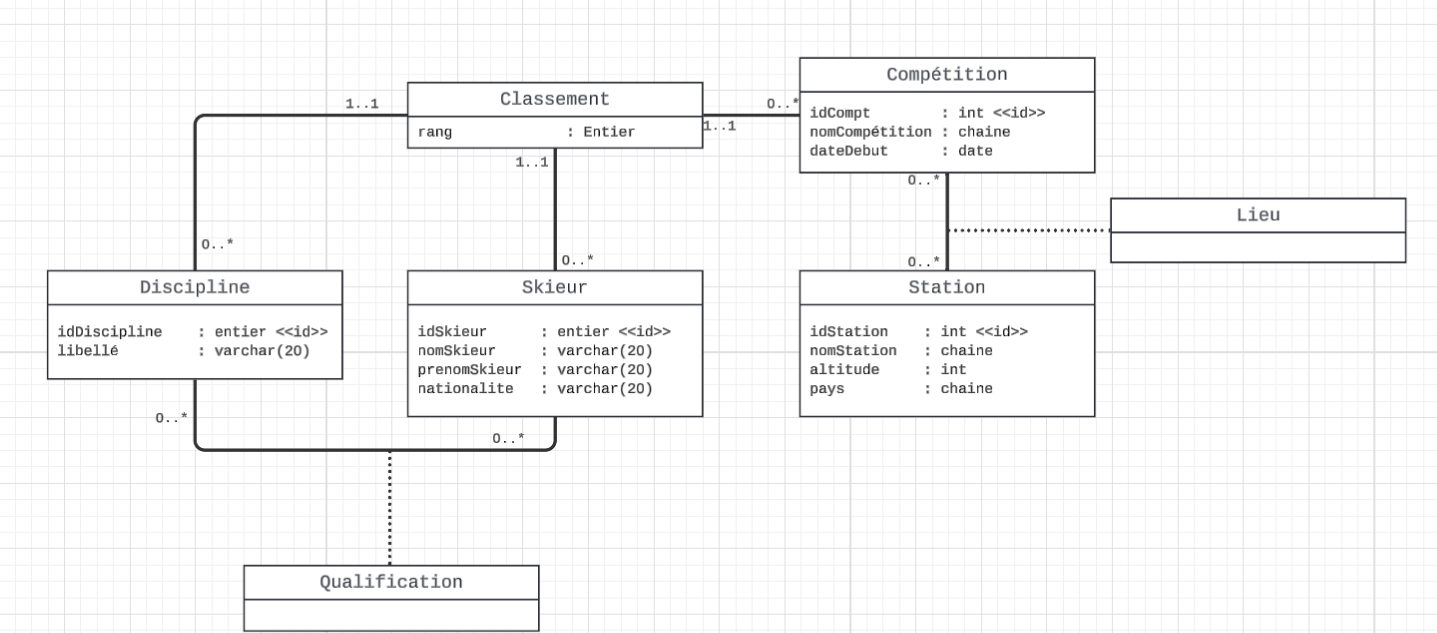 Compétition
idCompt : int <<id>>
nomCompétition : chaine
dateDebut : date
Classement
rang : Entier
1..1
0..*
1..1
1..1
0..*
0..*
0..*
0..*
Lieu
0..*
Discipline
idDiscipline : entier <<id>>
libellé : varchar(20)
Skieur
idSkieur : entier <<id>>
nomSkieur : varchar(20)
prenomSkieur : varchar(20)
nationalite : varchar(20)
Station
idStation : int <<id>>
nomStation : chaine
altitude : int
pays : chaine
0..*
0..*
Qualification